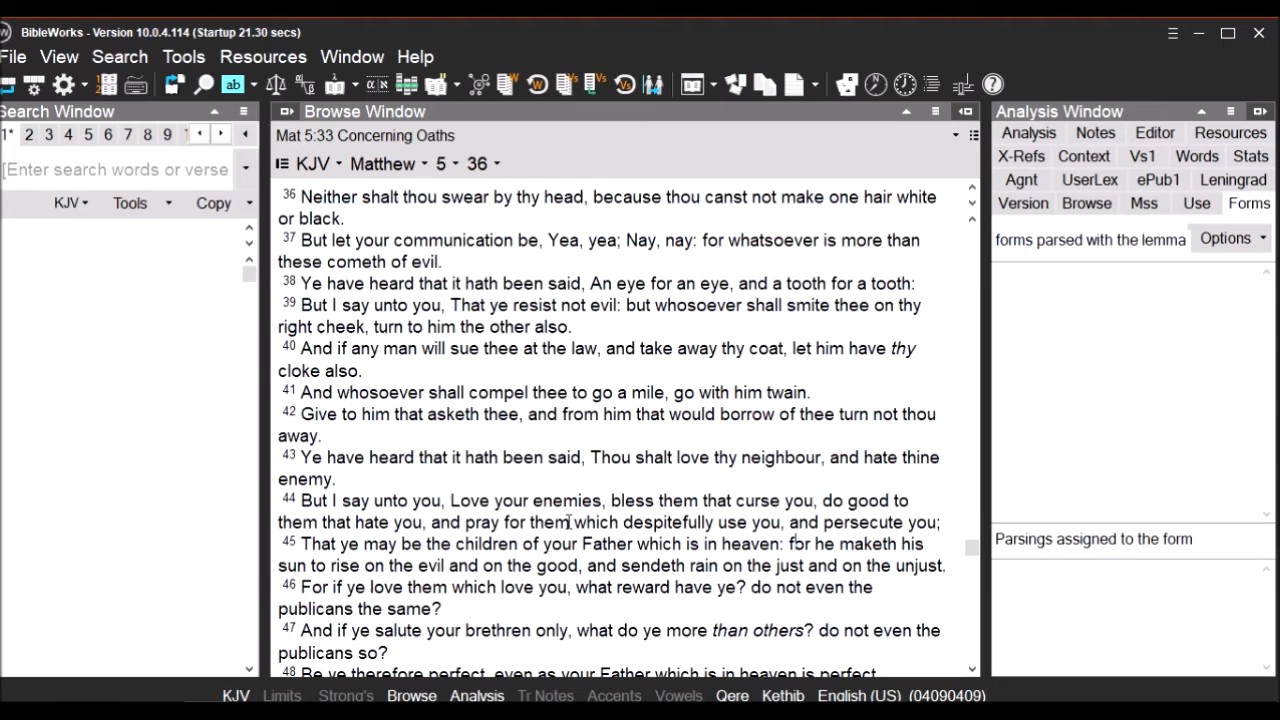 BibleWorks - Version 10.0.4.114 (Startup 21.30 secs)
File View Search Tools Resources Window Help
Search Window
1* 2 3 4 5 6 7 8 9
[Enter search words or verse
KJV Tools Copy
Browse Window
Mat 5:33 Concerning Oaths
KJV Matthew 5 36
36 Neither shalt thou swear by thy head, because thou canst not make one hair white
or black.
37 But let your communication be, Yea, yea; Nay, nay: for whatsoever is more than
these cometh of evil.
38 Ye have heard that it hath been said, An eye for an eye, and a tooth for a tooth:
39 But I say unto you, That ye resist not evil: but whosoever shall smite thee on thy
right cheek, turn to him the other also.
40 And if any man will sue thee at the law, and take away thy coat, let him have thy
cloke also.
41 And whosoever shall compel thee to go a mile, go with him twain.
42 Give to him that asketh thee, and from him that would borrow of thee turn not thou
away.
43 Ye have heard that it hath been said, Thou shalt love thy neighbour, and hate thine
enemy.
44 But I say unto you, Love your enemies, bless them that curse you, do good to
them that hate you, and pray for them which despitefully use you, and persecute you;
45 That ye may be the children of your Father which is in heaven: for he maketh his
sun to rise on the evil and on the good, and sendeth rain on the just and on the unjust.
46 For if ye love them which love you, what reward have ye? do not even the
publicans the same?
47 And if ye salute your brethren only, what do ye more than others? do not even the
publicans so?
48 Be ye therefore perfect, even as your Father which is in heaven is perfect.
Analysis Window
Analysis Notes Editor Resources
X-Refs Context Vs1 Words Stats
Agnt UserLex ePub1 Leningrad
Version Browse Mss Use Forms
forms parsed with the lemma Options
Parsings assigned to the form
KJV Limits Strong's Browse Analysis Tr Notes Accents Vowels Qere Kethib English (US) (04090409)